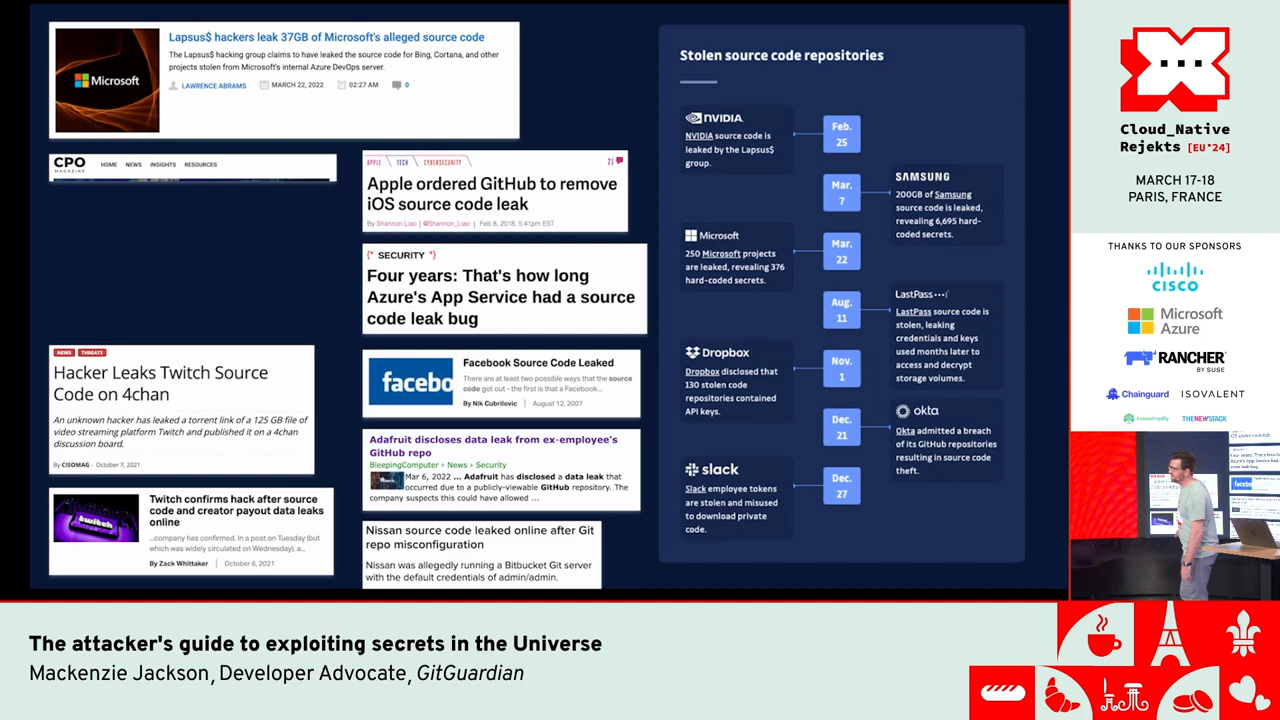 Microsoft
Lapsus$ hackers leak 37GB of Microsoft's alleged source code
The Lapsus$ hacking group claims to have leaked the source code for Bing, Cortana, and other
projects stolen from Microsoft's internal Azure DevOps server.
LAWRENCE ABRAMS MARCH 22, 2022 02:27 AM 0
CPO
MAGAZINE
HOME NEWS INSIGHTS RESOURCES
APPLE TECH CYBERSECURITY 21
Apple ordered GitHub to remove
iOS source code leak
By Shannon Liao | @Shannon_Liao | Feb 8, 2018, 5:41pm EST
{* SECURITY *}
Four years: That's how long
Azure's App Service had a source
code leak bug
NEWS THREATS
Hacker Leaks Twitch Source
Code on 4chan
An unknown hacker has leaked a torrent link of a 125 GB file of
video streaming platform Twitch and published it on a 4chan
discussion board.
By CISOMAG - October 7, 2021
facebo
Facebook Source Code Leaked
There are at least two possible ways that the source
code got out - the first is that a Facebook...
By Nik Cubrilovic | August 12, 2007
Adafruit discloses data leak from ex-employee's
GitHub repo
BleepingComputer › News › Security
Mar 6, 2022 ... Adafruit has disclosed a data leak that
occurred due to a publicly-viewable GitHub repository. The
company suspects this could have allowed ...
twitch
Twitch confirms hack after source
code and creator payout data leaks
online
...company has confirmed. In a post on Tuesday (but
which was widely circulated on Wednesday), a...
By Zack Whittaker | October 6, 2021
Nissan source code leaked online after Git
repo misconfiguration
Nissan was allegedly running a Bitbucket Git server
with the default credentials of admin/admin.
Stolen source code repositories
NVIDIA
NVIDIA source code is
leaked by the Lapsus$
group.
Feb.
25
Mar.
7
SAMSUNG
200GB of Samsung
source code is leaked,
revealing 6,695 hard-
coded secrets.
Microsoft
250 Microsoft projects
are leaked, revealing 376
hard-coded secrets.
Mar.
22
Aug.
11
LastPass
LastPass source code is
stolen, leaking
credentials and keys
used months later to
access and decrypt
storage volumes.
Dropbox
Dropbox disclosed that
130 stolen code
repositories contained
API keys.
Nov.
1
Dec.
21
okta
Okta admitted a breach
of its GitHub repositories
resulting in source code
theft.
slack
Slack employee tokens
are stolen and misused
to download private
code.
Dec.
27
Cloud_Native
Rejekts [EU'24]
MARCH 17-18
PARIS, FRANCE
THANKS TO OUR SPONSORS
CISCO
Microsoft
Azure
RANCHER
BY SUSE
Chainguard ISOVALENT
kubesimplify THENEWSTACK
The attacker's guide to exploiting secrets in the Universe
Mackenzie Jackson, Developer Advocate, GitGuardian